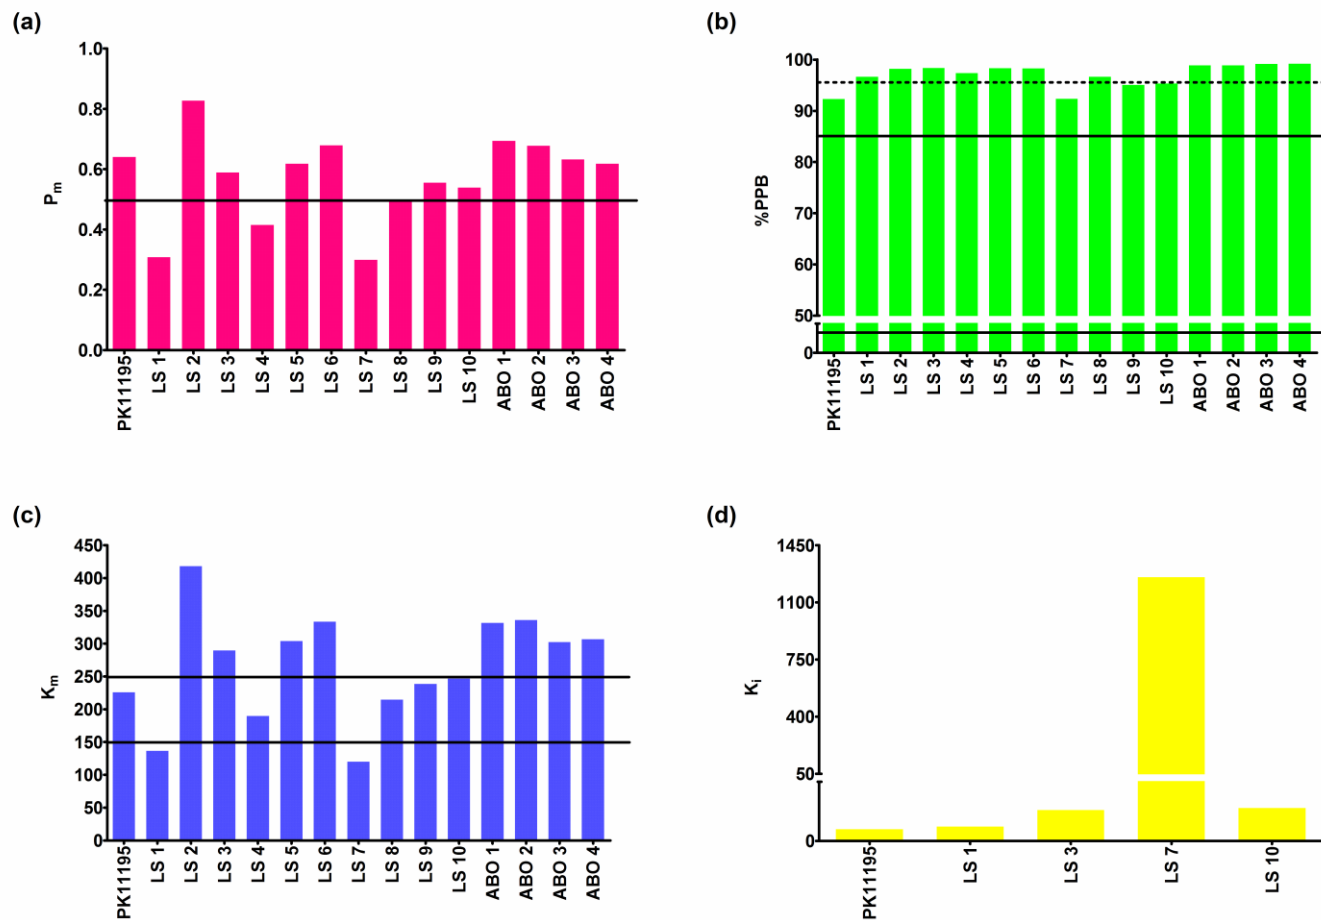 (a)
1.0
0.8
0.6
0.4
0.2
0.0
Pm
PK11195
LS 1
LS 2
LS 3
LS 4
LS 5
LS 6
LS 7
LS 8
LS 9
LS 10
ABO 1
ABO 2
ABO 3
ABO 4
(b)
100
90
80
70
60
50
0
%PPB
PK11195
LS 1
LS 2
LS 3
LS 4
LS 5
LS 6
LS 7
LS 8
LS 9
LS 10
ABO 1
ABO 2
ABO 3
ABO 4
(c)
450
400
350
300
250
200
150
100
50
0
Km
PK11195
LS 1
LS 2
LS 3
LS 4
LS 5
LS 6
LS 7
LS 8
LS 9
LS 10
ABO 1
ABO 2
ABO 3
ABO 4
(d)
1450
1100
750
400
50
0
Ki
PK11195
LS 1
LS 3
LS 7
LS 10